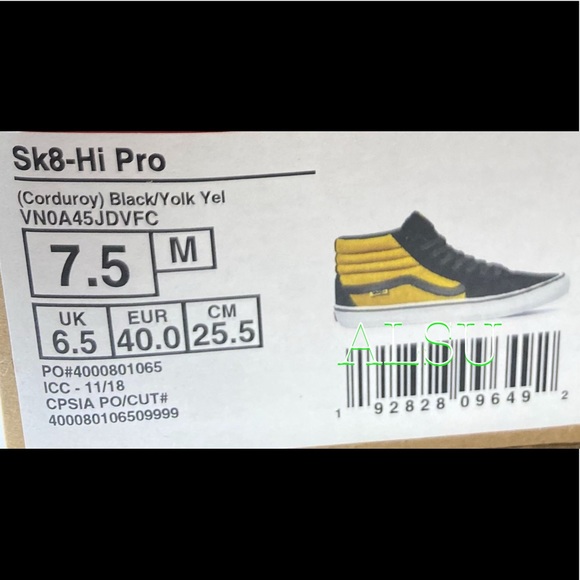 Sk8-Hi Pro
(Corduroy) Black/Yolk Yel
VN0A45JDVFC
7.5 M
UK EUR CM
6.5 40.0 25.5
PO#4000801065
ICC - 11/18
CPSIA PO/CUT#
400080106509999
ALSU
1 92828 09649 2